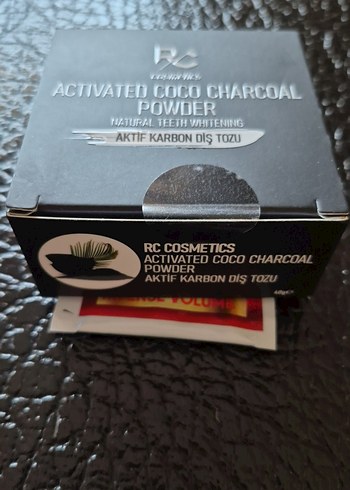 RC
COSMETICS
ACTIVATED COCO CHARCOAL
POWDER
NATURAL TEETH WHITENING
AKTİF KARBON DİŞ TOZU
RC COSMETICS
ACTIVATED COCO CHARCOAL
POWDER
AKTİF KARBON DİŞ TOZU